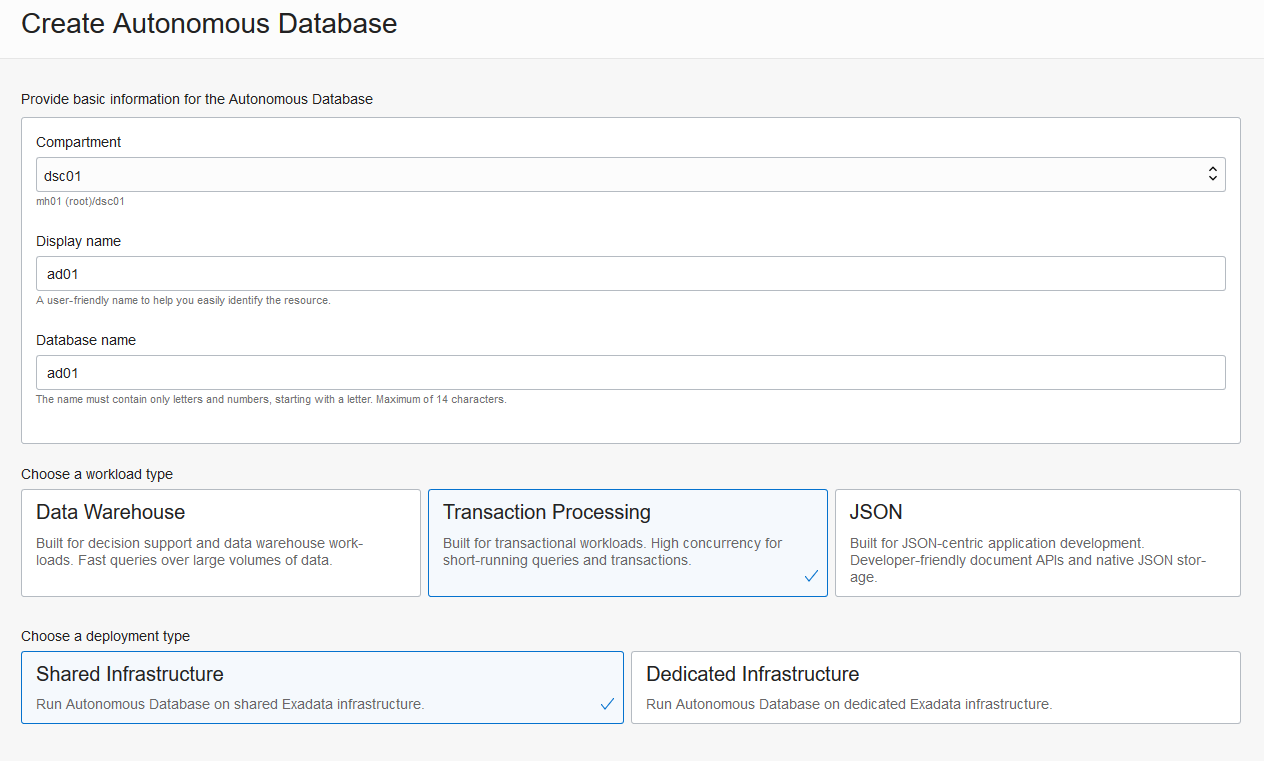 Create Autonomous Database
Provide basic information for the Autonomous Database
Compartment
dsc01
mh01 (root)/dsc01
Display name
ad01
A user-friendly name to help you easily identify the resource.
Database name
ad01
The name must contain only letters and numbers, starting with a letter. Maximum of 14 characters.
Choose a workload type
Data Warehouse
Built for decision support and data warehouse work-
loads. Fast queries over large volumes of data.
Transaction Processing
Built for transactional workloads. High concurrency for
short-running queries and transactions.
JSON
Built for JSON-centric application development.
Developer-friendly document APIs and native JSON stor-
age.
Choose a deployment type
Shared Infrastructure
Run Autonomous Database on shared Exadata infrastructure.
Dedicated Infrastructure
Run Autonomous Database on dedicated Exadata infrastructure.